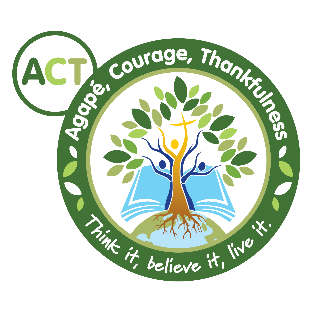 ACT
Agapé, Courage, Thankfulness
Think it, believe it, live it.